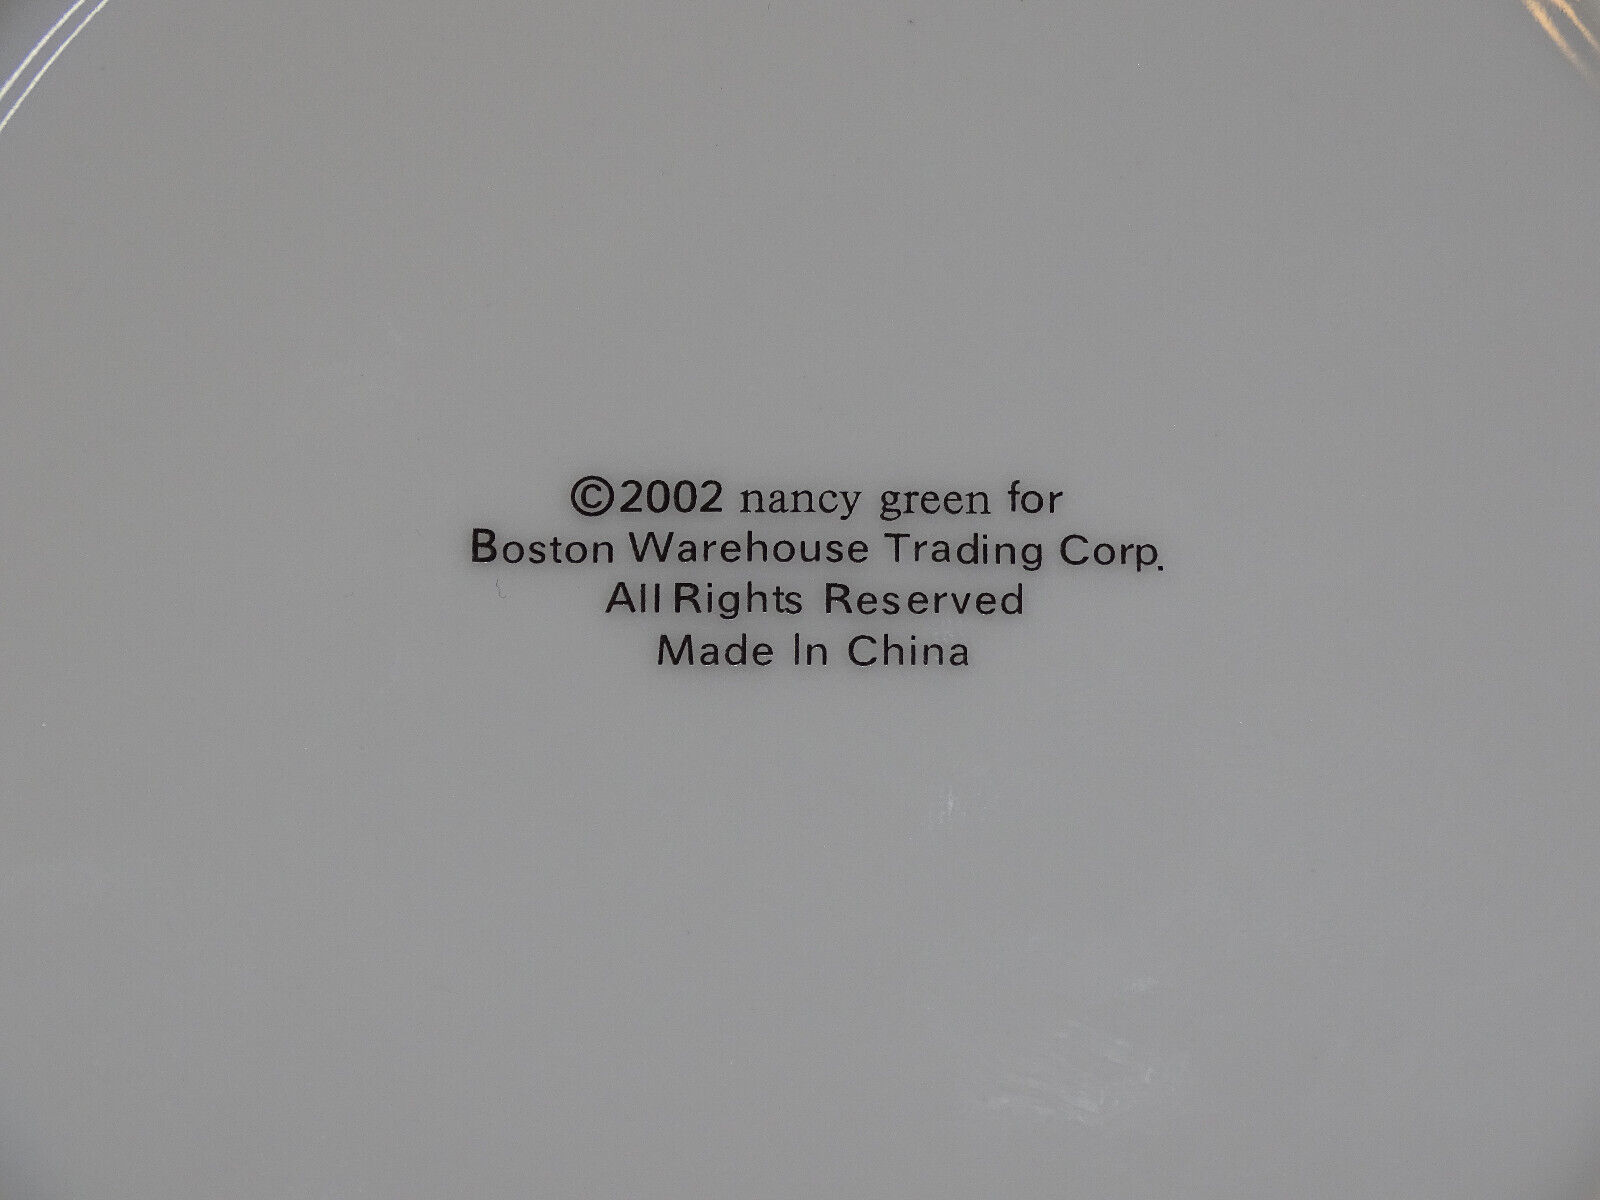 ©2002 nancy green for
Boston Warehouse Trading Corp.
All Rights Reserved
Made In China